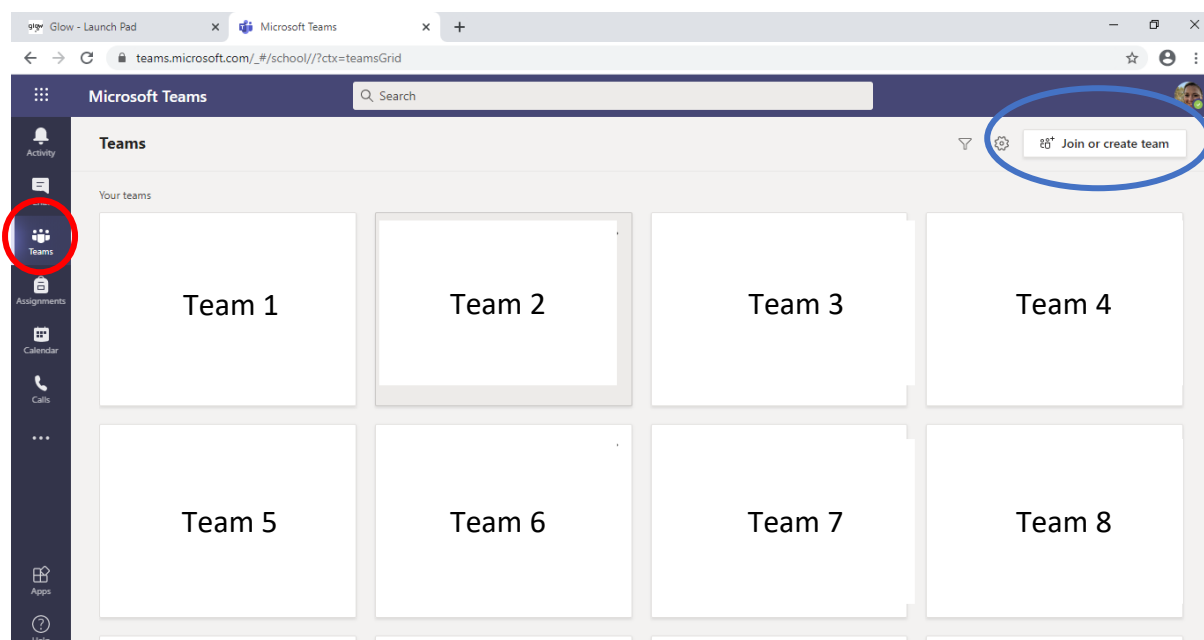 glow Glow - Launch Pad
Microsoft Teams
teams.microsoft.com/_#/school//?ctx=teamsGrid
Microsoft Teams
Search
Activity
Teams
Join or create team
Your teams
Teams
Assignments
Calendar
Calls
Team 1
Team 2
Team 3
Team 4
Team 5
Team 6
Team 7
Team 8
Apps
Help